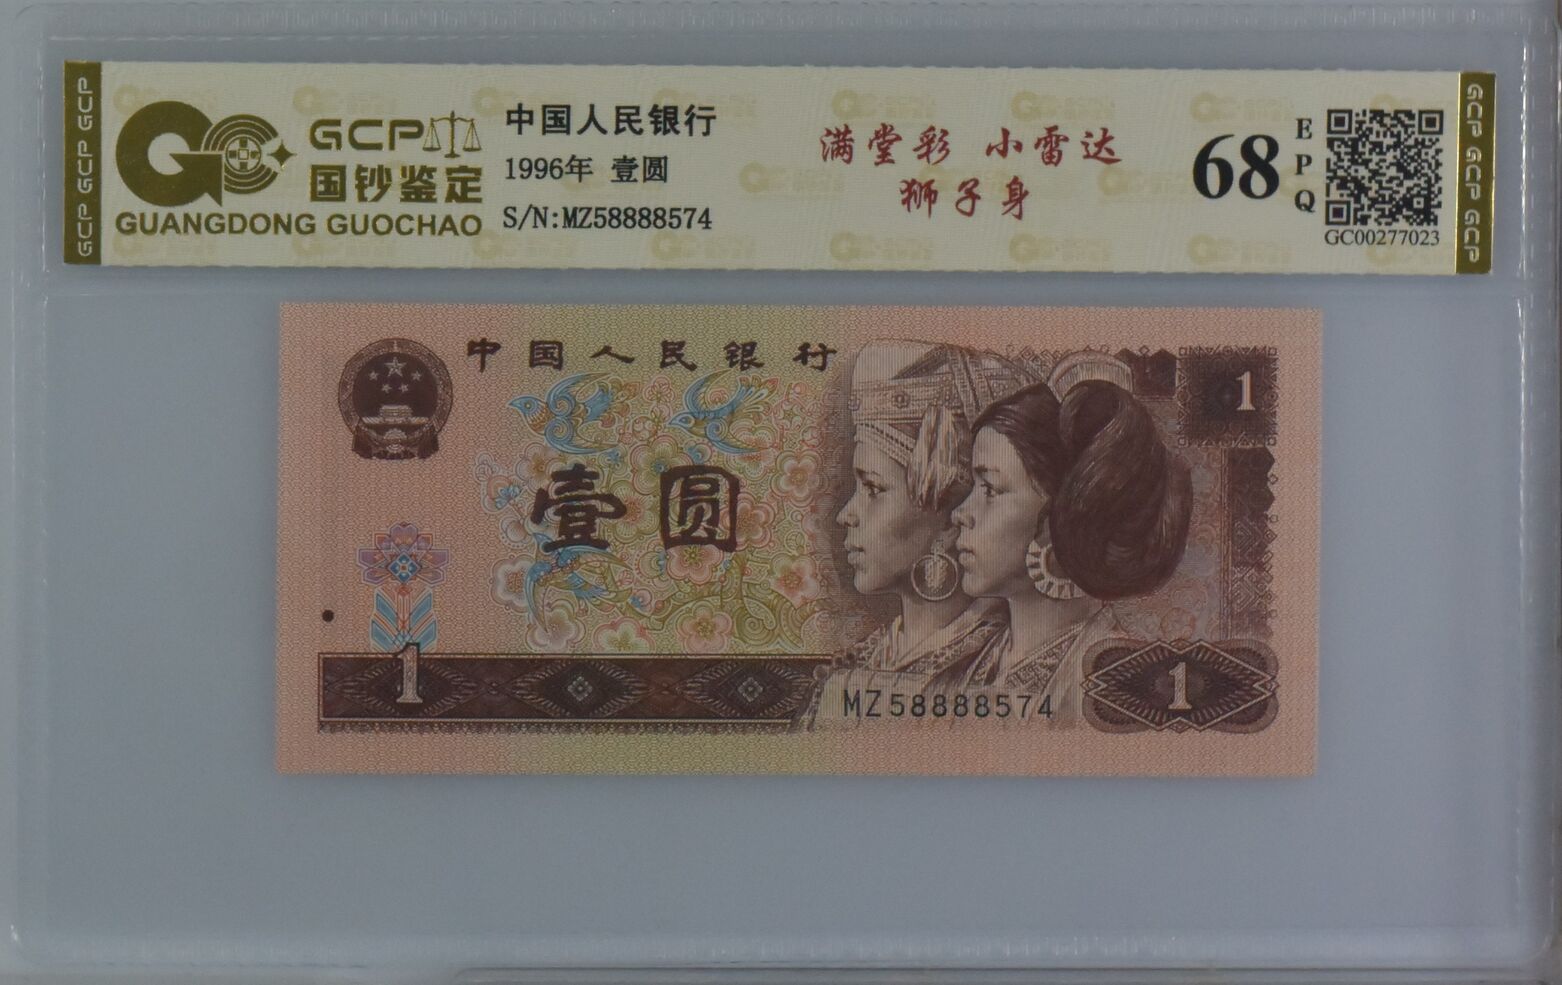 GCP GCP GCP
GCP
国钞鉴定
GUANGDONG GUOCHAO
中国人民银行
1996年 壹圆
S/N:MZ58888574
满堂彩 小雷达
狮子身
68
EPQ
GC00277023
GCP GCP GCP
中国人民银行
1
壹圆
1
MZ58888574
1